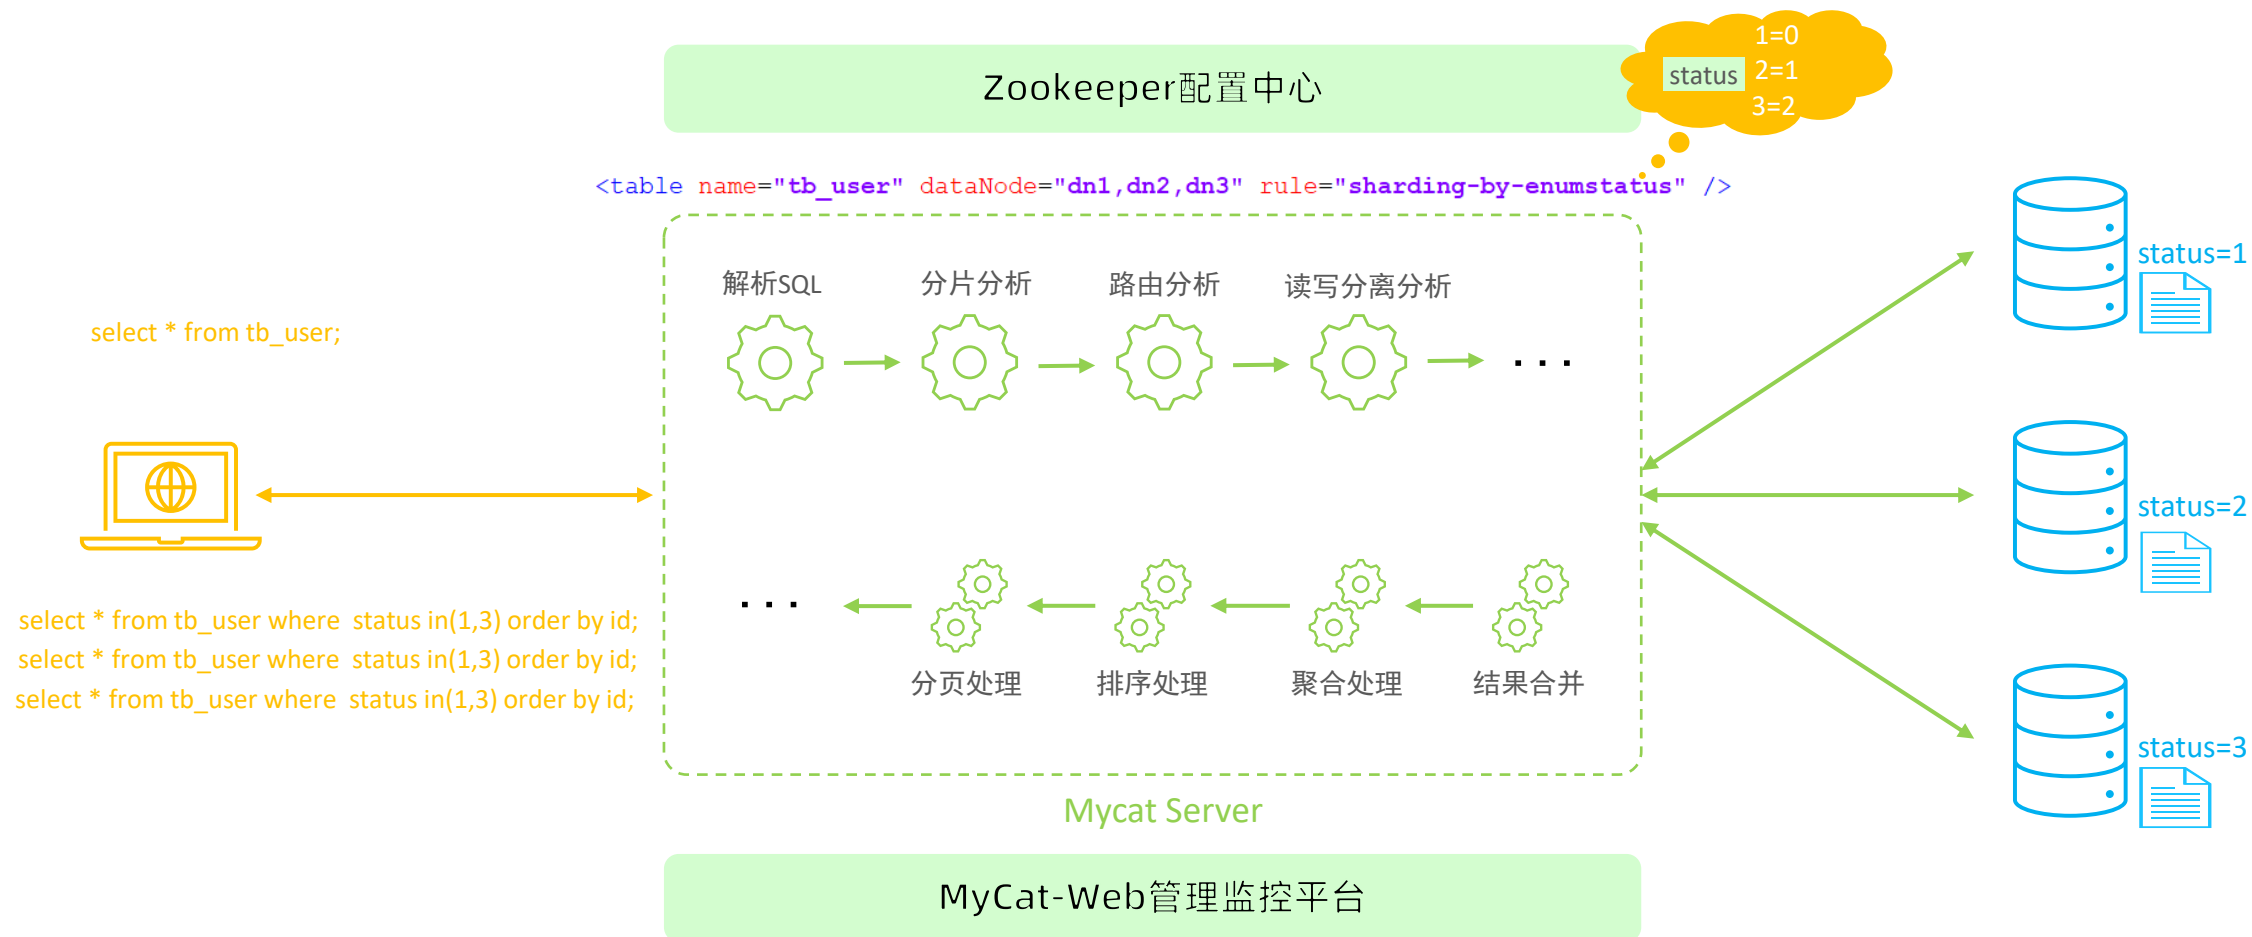 Zookeeper配置中心
status
1=0
2=1
3=2
<table name="tb_user" dataNode="dn1,dn2,dn3" rule="sharding-by-enumstatus" />
解析SQL
分片分析
路由分析
读写分离分析
...
select * from tb_user;
status=1
status=2
status=3
select * from tb_user where  status in(1,3) order by id;
select * from tb_user where  status in(1,3) order by id;
select * from tb_user where  status in(1,3) order by id;
...
分页处理
排序处理
聚合处理
结果合并
Mycat Server
MyCat-Web管理监控平台